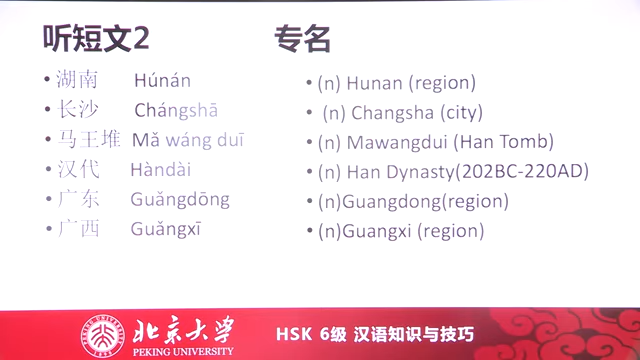 听短文2 专名
•湖南 Húnán •(n) Hunan (region)
•长沙 Chángshā • (n) Changsha (city)
•马王堆 Mǎ wáng duī •(n) Mawangdui (Han Tomb)
•汉代 Hàndài •(n) Han Dynasty(202BC-220AD)
•广东 Guǎngdōng •(n)Guangdong(region)
•广西 Guǎngxī •(n)Guangxi (region)
北京大学
PEKING UNIVERSITY
HSK 6级 汉语知识与技巧